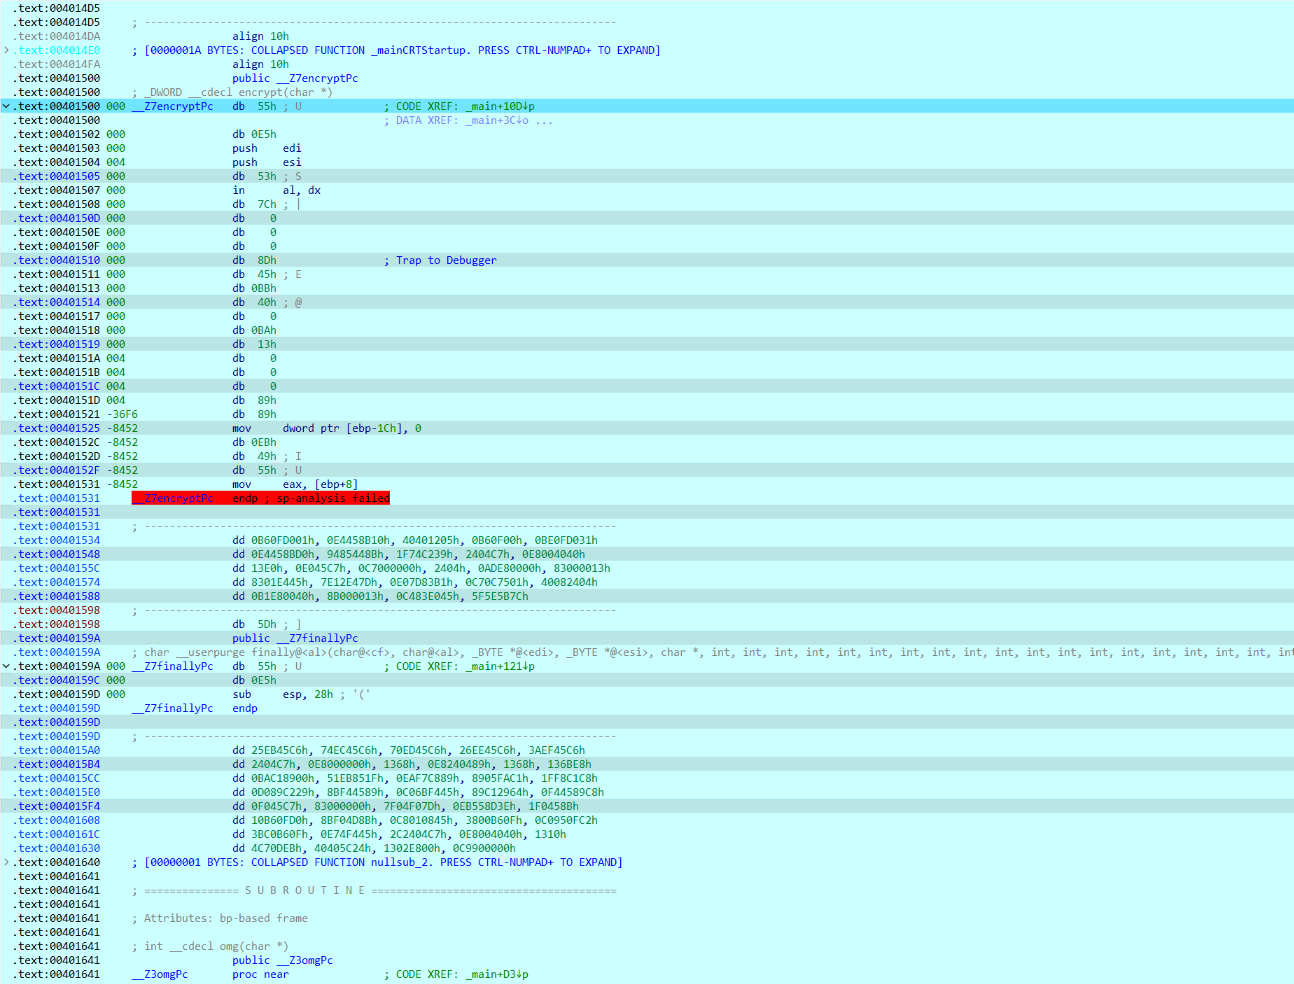 .text:004014D5
.text:004014D5 ; ---------------------------------------------------------------------------
.text:004014DA align 10h
.text:004014E0 ; [0000001A BYTES: COLLAPSED FUNCTION _mainCRTStartup. PRESS CTRL-NUMPAD+ TO EXPAND]
.text:004014FA align 10h
.text:00401500 public __Z7encryptPc
.text:00401500 ; _DWORD __cdecl encrypt(char *)
.text:00401500 000 __Z7encryptPc db 55h ; U ; CODE XREF: _main+10D↓p
.text:00401500 ; DATA XREF: _main+3C↓o ...
.text:00401502 000 db 0E5h
.text:00401503 000 push edi
.text:00401504 004 push esi
.text:00401505 000 db 53h ; S
.text:00401507 000 in al, dx
.text:00401508 000 db 7Ch ; |
.text:0040150D 000 db 0
.text:0040150E 000 db 0
.text:0040150F 000 db 0
.text:00401510 000 db 8Dh ; Trap to Debugger
.text:00401511 000 db 45h ; E
.text:00401513 000 db 0BBh
.text:00401514 000 db 40h ; @
.text:00401517 000 db 0
.text:00401518 000 db 0BAh
.text:00401519 000 db 13h
.text:0040151A 004 db 0
.text:0040151B 004 db 0
.text:0040151C 004 db 0
.text:0040151D 004 db 89h
.text:00401521 -36F6 db 89h
.text:00401525 -8452 mov dword ptr [ebp-1Ch], 0
.text:0040152C -8452 db 0EBh
.text:0040152D -8452 db 49h ; I
.text:0040152F -8452 db 55h ; U
.text:00401531 -8452 mov eax, [ebp+8]
.text:00401531 __Z7encryptPc endp ; sp-analysis failed
.text:00401531
.text:00401531 ; ---------------------------------------------------------------------------
.text:00401534 dd 0B60FD001h, 0E4458B10h, 40401205h, 0B60F00h, 0BE0FD031h
.text:00401548 dd 0E4458BD0h, 9485448Bh, 1F74C239h, 2404C7h, 0E8004040h
.text:0040155C dd 13E0h, 0E045C7h, 0C7000000h, 2404h, 0ADE80000h, 83000013h
.text:00401574 dd 8301E445h, 7E12E47Dh, 0E07D83B1h, 0C70C7501h, 40082404h
.text:00401588 dd 0B1E80040h, 8B000013h, 0C483E045h, 5F5E5B7Ch
.text:00401598 ; ---------------------------------------------------------------------------
.text:00401598 db 5Dh ; ]
.text:0040159A public __Z7finallyPc
.text:0040159A ; char __userpurge finally@<al>(char@<cf>, char@<al>, _BYTE *@<edi>, _BYTE *@<esi>, char *, int, int, int, int, int, int, int, int, int, int, int, int, int, int, int, int, int, int
.text:0040159A 000 __Z7finallyPc db 55h ; U ; CODE XREF: _main+121↓p
.text:0040159C 000 db 0E5h
.text:0040159D 000 sub esp, 28h ; '('
.text:0040159D __Z7finallyPc endp
.text:0040159D
.text:0040159D ; ---------------------------------------------------------------------------
.text:004015A0 dd 25EB45C6h, 74EC45C6h, 70ED45C6h, 26EE45C6h, 3AEF45C6h
.text:004015B4 dd 2404C7h, 0E8000000h, 1368h, 0E8240489h, 1368h, 136BE8h
.text:004015CC dd 0BAC18900h, 51EB851Fh, 0EAF7C889h, 8905FAC1h, 1FF8C1C8h
.text:004015E0 dd 0D089C229h, 8BF44589h, 0C06BF445h, 89C12964h, 0F44589C8h
.text:004015F4 dd 0F045C7h, 83000000h, 7F04F07Dh, 0EB558D3Eh, 1F0458Bh
.text:00401608 dd 10B60FD0h, 8BF04D8Bh, 0C8010845h, 3800B60Fh, 0C0950FC2h
.text:0040161C dd 3BC0B60Fh, 0E74F445h, 2C2404C7h, 0E8004040h, 1310h
.text:00401630 dd 4C70DEBh, 40405C24h, 1302E800h, 0C9900000h
.text:00401640 ; [00000001 BYTES: COLLAPSED FUNCTION nullsub_2. PRESS CTRL-NUMPAD+ TO EXPAND]
.text:00401641
.text:00401641 ; =============== S U B R O U T I N E =======================================
.text:00401641
.text:00401641 ; Attributes: bp-based frame
.text:00401641
.text:00401641 ; int __cdecl omg(char *)
.text:00401641 public __Z3omgPc
.text:00401641 __Z3omgPc proc near ; CODE XREF: _main+D3↓p